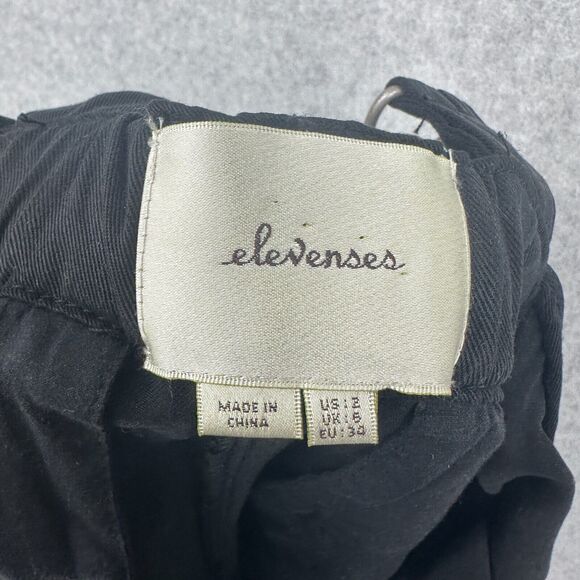 elevenses
MADE IN
CHINA
US:2
UK:6
EU:34